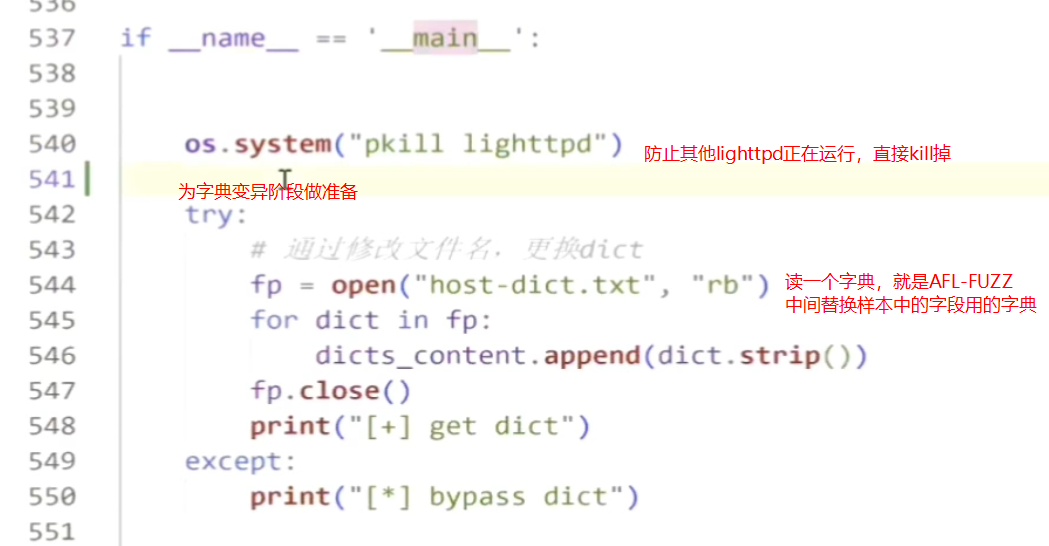 536
537 if __name__ == '__main__':
538
539
540 os.system("pkill lighttpd") 防止其他lighttpd正在运行，直接kill掉
541 为字典变异阶段做准备
542 try:
543 # 通过修改文件名，更换dict
544 fp = open("host-dict.txt", "rb") 读一个字典，就是AFL-FUZZ
中间替换样本中的字段用的字典
545 for dict in fp:
546 dicts_content.append(dict.strip())
547 fp.close()
548 print("[+] get dict")
549 except:
550 print("[*] bypass dict")
551